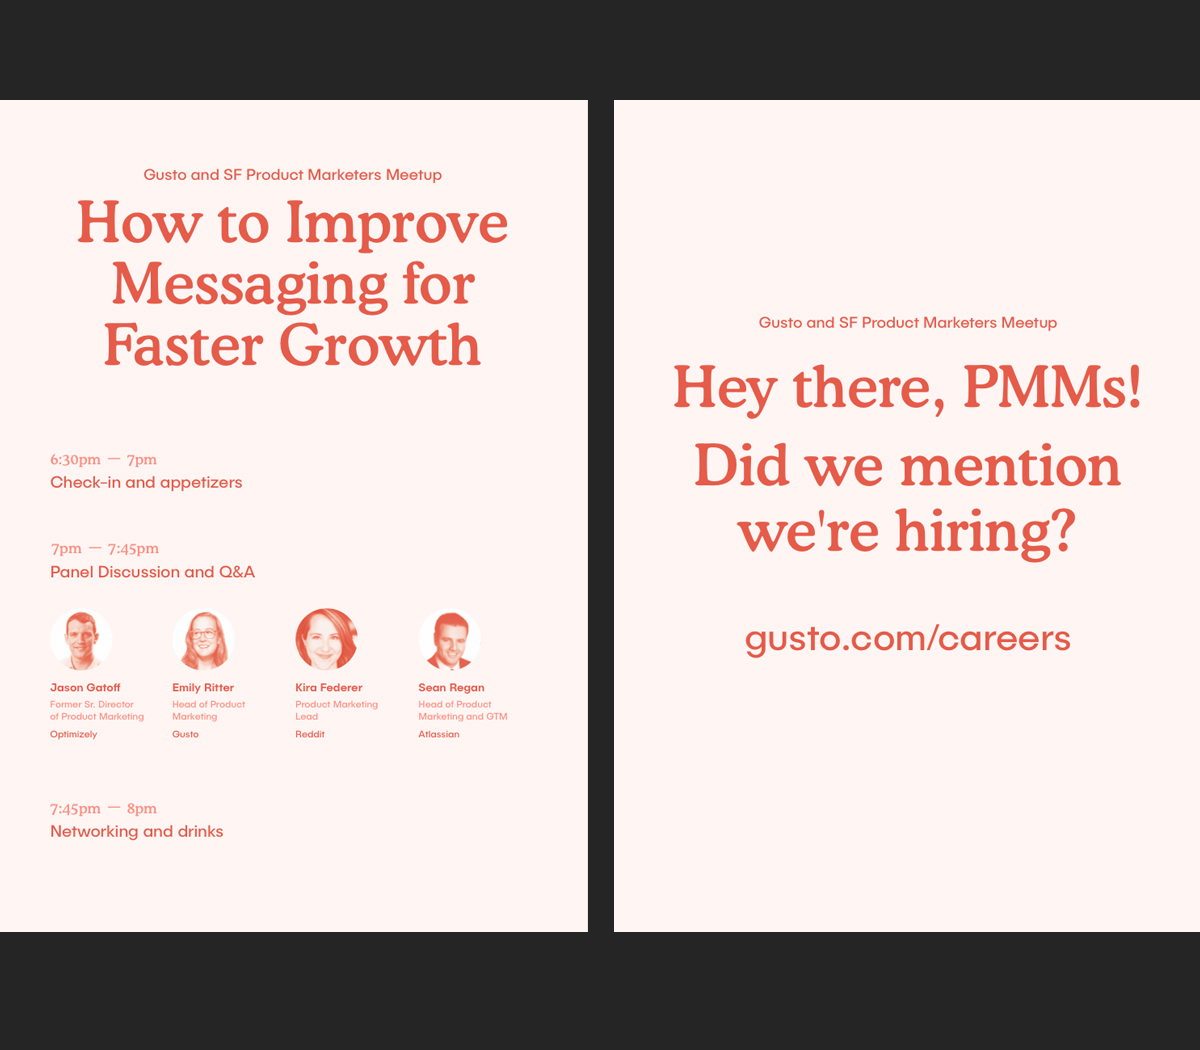 Gusto and SF Product Marketers Meetup
How to Improve
Messaging for
Faster Growth
6:30pm — 7pm
Check-in and appetizers
7pm — 7:45pm
Panel Discussion and Q&A
Jason Gatoff
Former Sr. Director
of Product Marketing
Optimizely
Emily Ritter
Head of Product
Marketing
Gusto
Kira Federer
Product Marketing
Lead
Reddit
Sean Regan
Head of Product
Marketing and GTM
Atlassian
7:45pm — 8pm
Networking and drinks
Gusto and SF Product Marketers Meetup
Hey there, PMMs!
Did we mention
we're hiring?
gusto.com/careers